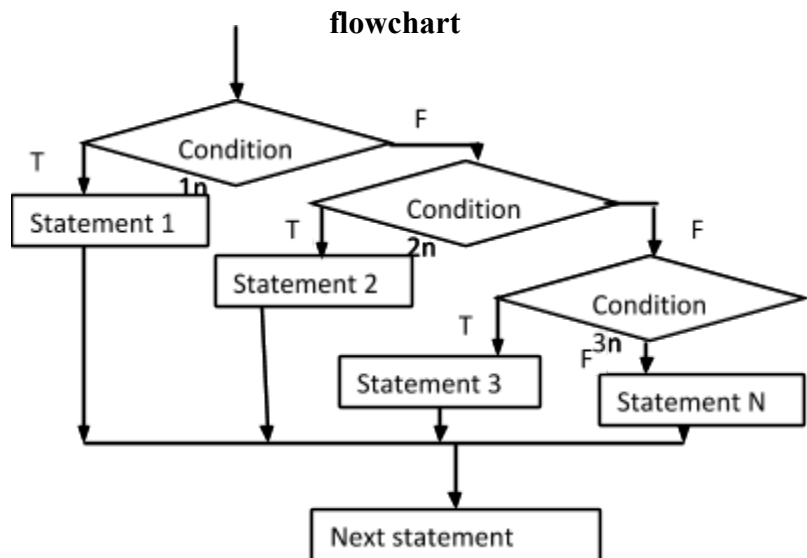 flowchart
F
Condition
1n
T
Statement 1
Condition
2n
T
F
Statement 2
Condition
3n
T
F
Statement 3
Statement N
Next statement